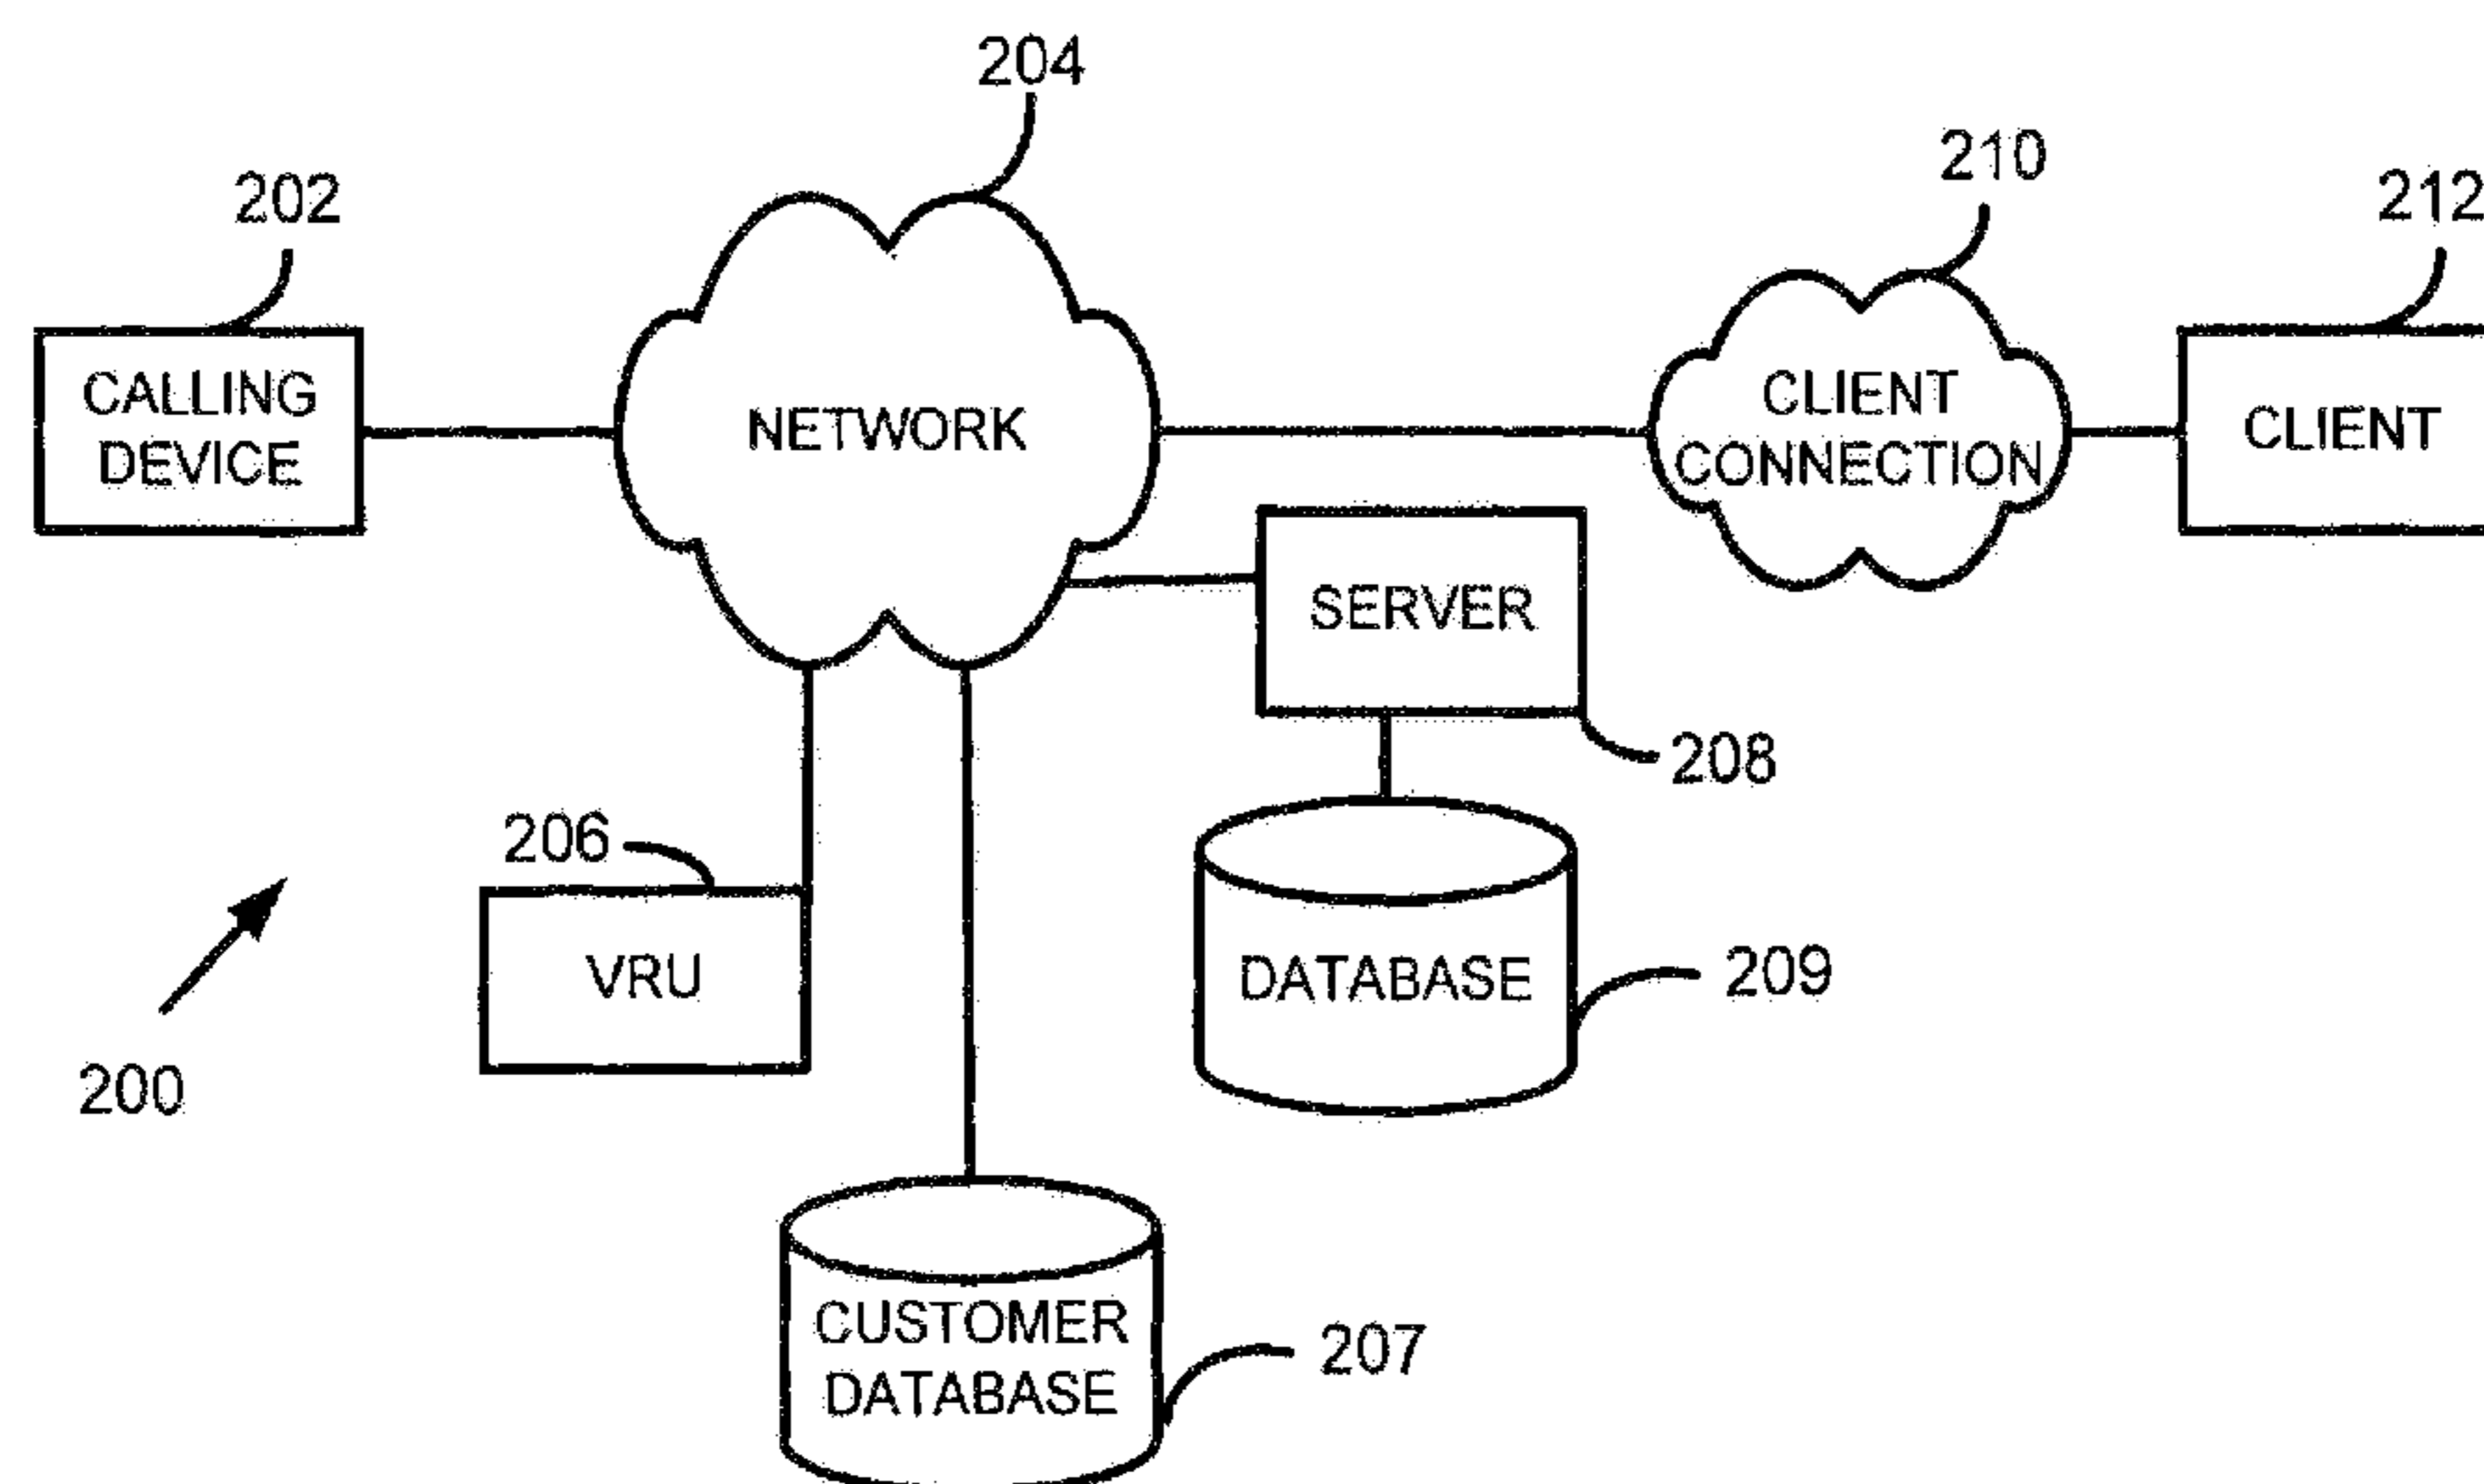 204
210
202
212
CALLING
DEVICE
NETWORK
CLIENT
CONNECTION
CLIENT
SERVER
208
206
VRU
DATABASE
209
200
CUSTOMER
DATABASE
207